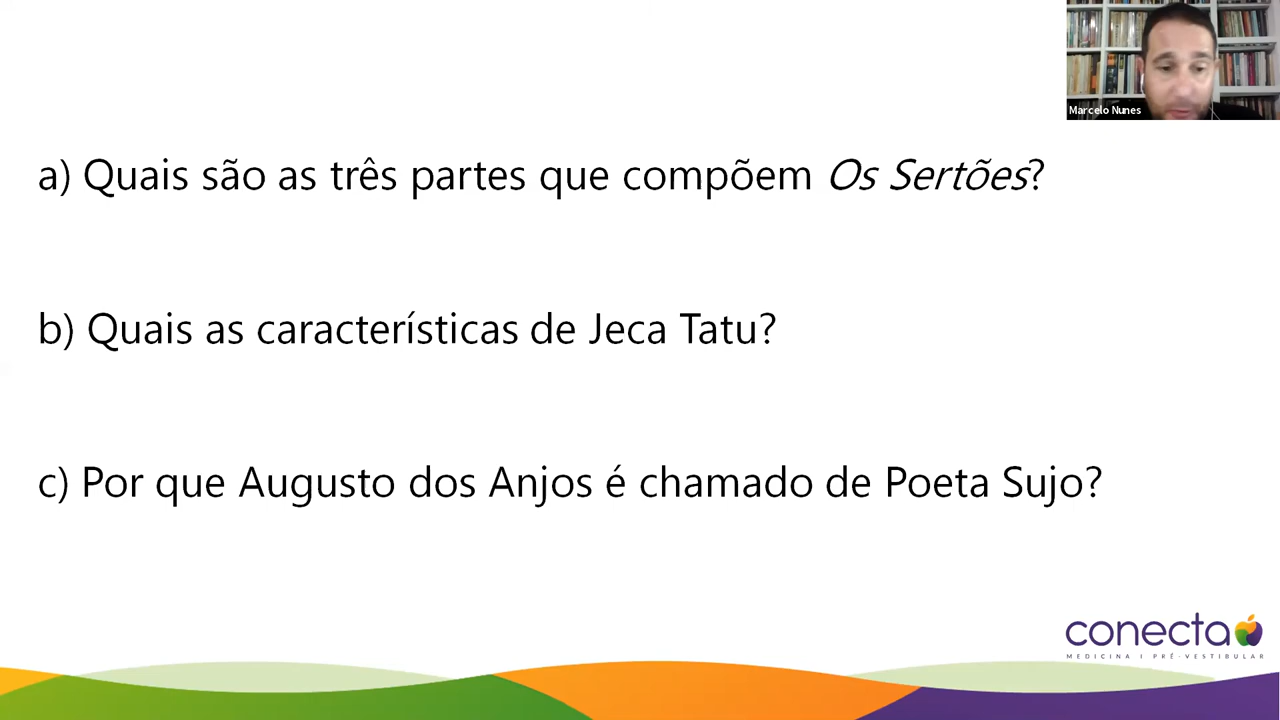 Marcelo Nunes
a) Quais são as três partes que compõem Os Sertões?
b) Quais as características de Jeca Tatu?
c) Por que Augusto dos Anjos é chamado de Poeta Sujo?
conecta
MEDICINA | PRÉ-VESTIBULAR